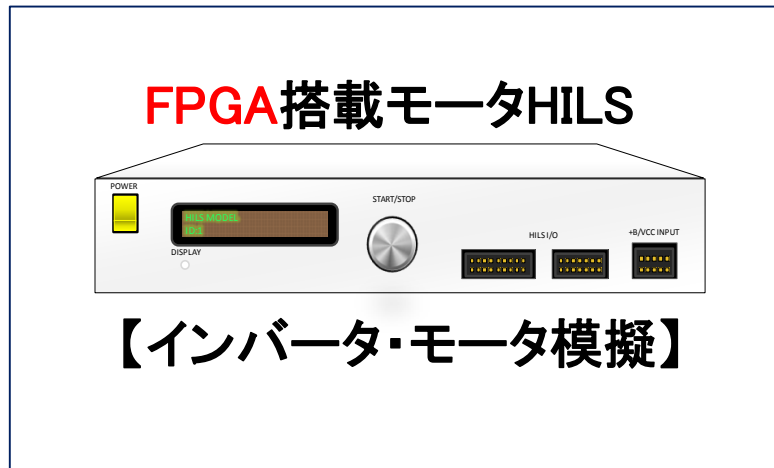 FPGA搭載モータHILS
POWER
START/STOP
HILS MODEL
ID:1
HILS I/O
+B/VCC INPUT
DISPLAY
【インバータ・モータ模擬】